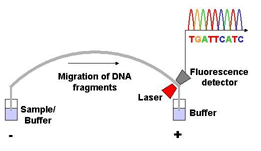 TGATTCATC
Migration of DNA
fragments
Fluorescence
detector
Laser
Sample/
Buffer
Buffer
-
+